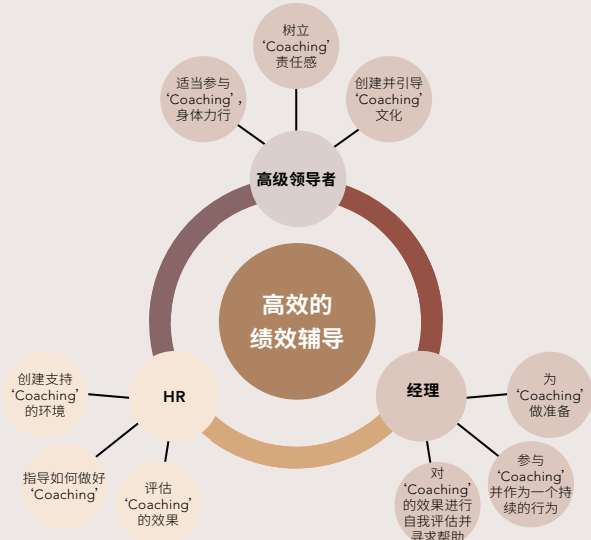 树立
‘Coaching’
责任感
适当参与
‘Coaching’，
身体力行
创建并引导
‘Coaching’
文化
高级领导者
高效的
绩效辅导
HR
经理
创建支持
‘Coaching’
的环境
指导如何做好
‘Coaching’
评估
‘Coaching’
的效果
为
‘Coaching’
做准备
参与
‘Coaching’
并作为一个持
续的行为
对
‘Coaching’
的效果进行
自我评估并
寻求帮助